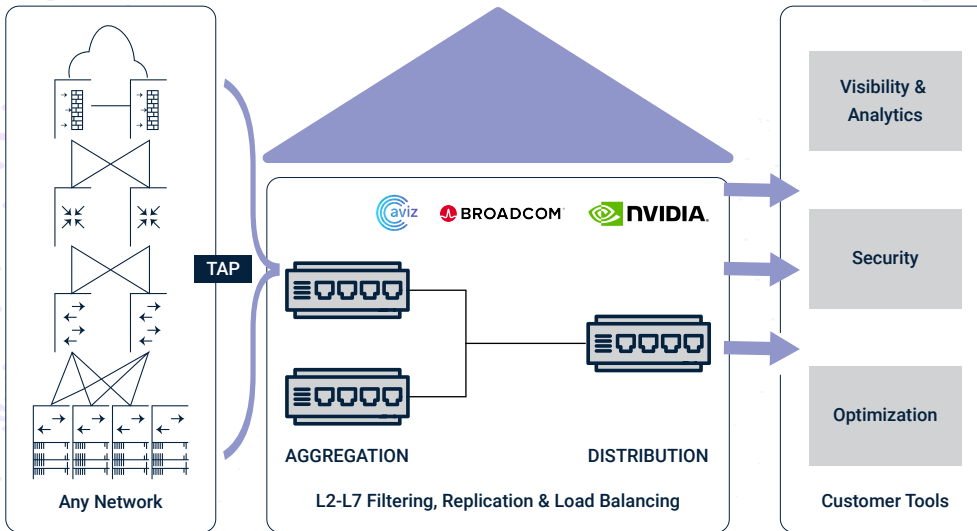 TAP
Any Network
aviz
BROADCOM
NVIDIA.
AGGREGATION
DISTRIBUTION
L2-L7 Filtering, Replication & Load Balancing
Visibility &
Analytics
Security
Optimization
Customer Tools